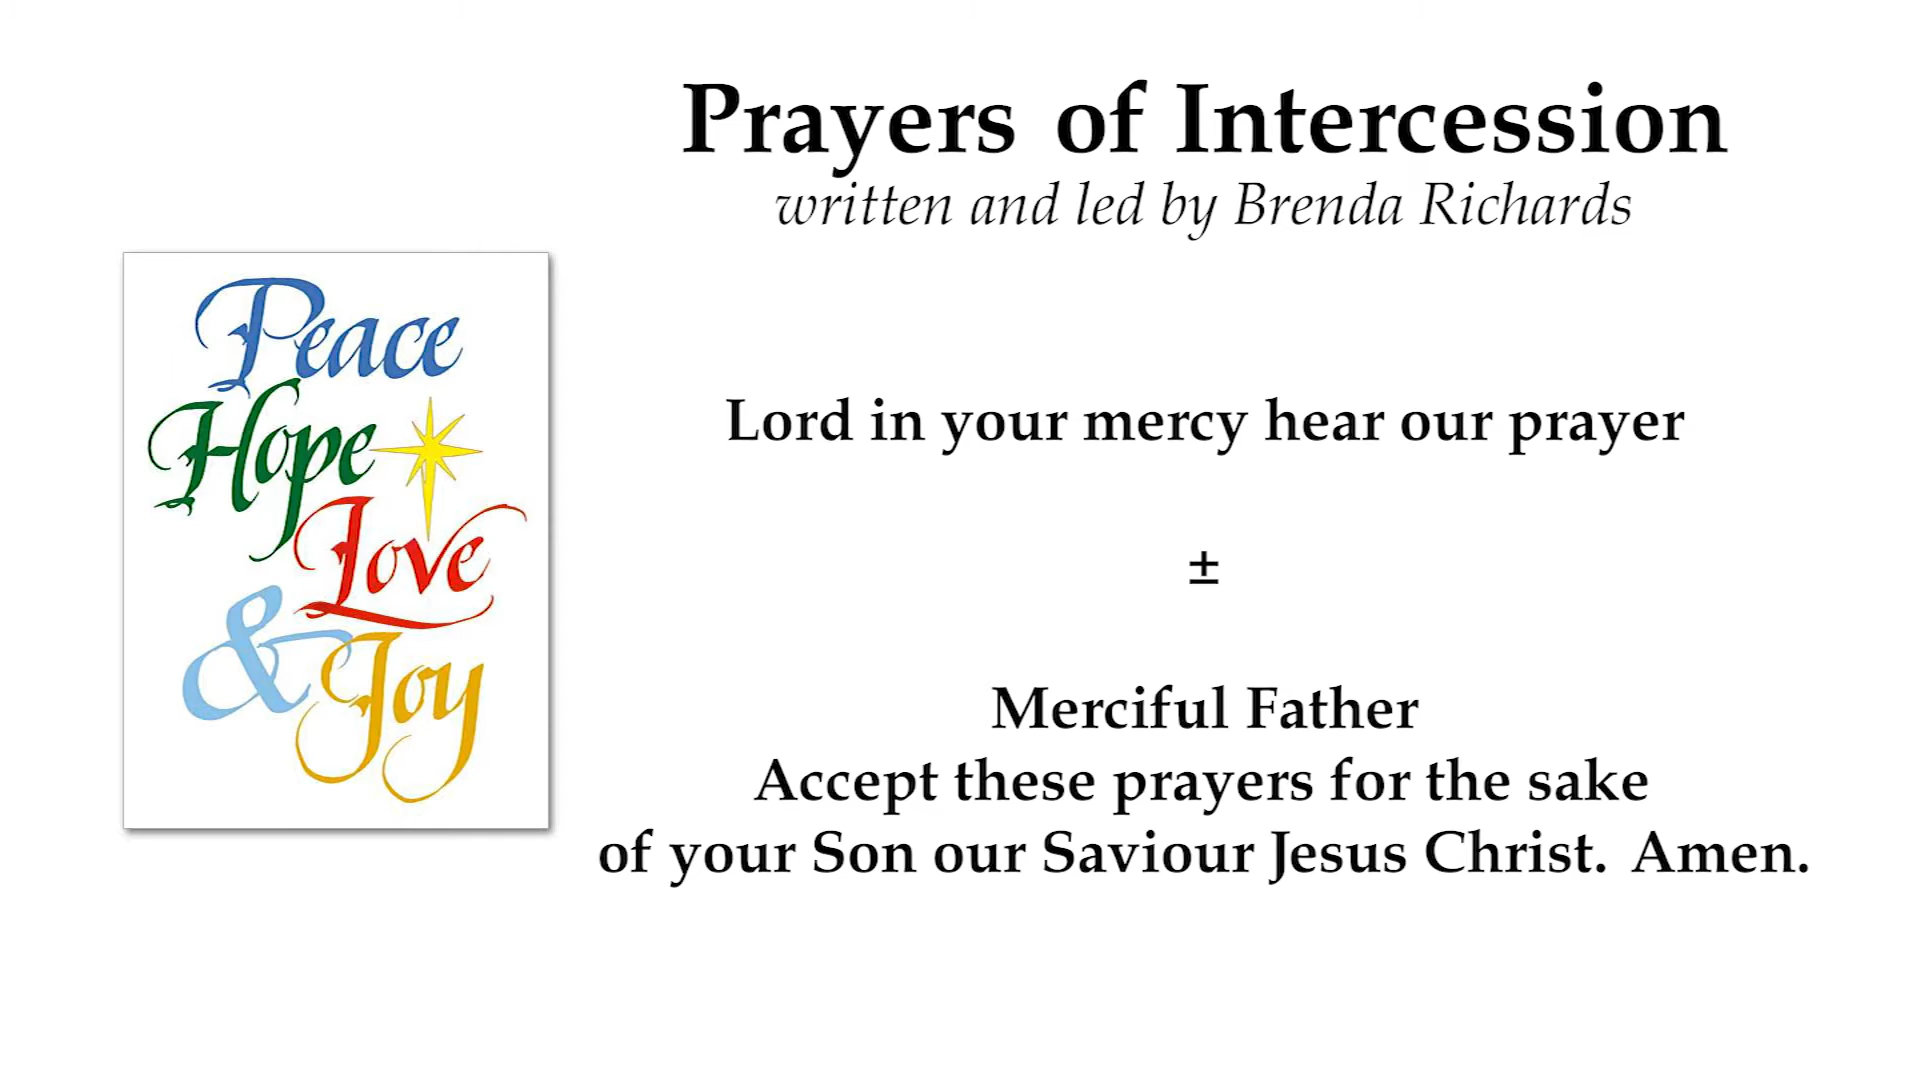 Prayers of Intercession
written and led by Brenda Richards
Peace
Hope
Love
& Joy
Lord in your mercy hear our prayer
±
Merciful Father
Accept these prayers for the sake
of your Son our Saviour Jesus Christ. Amen.